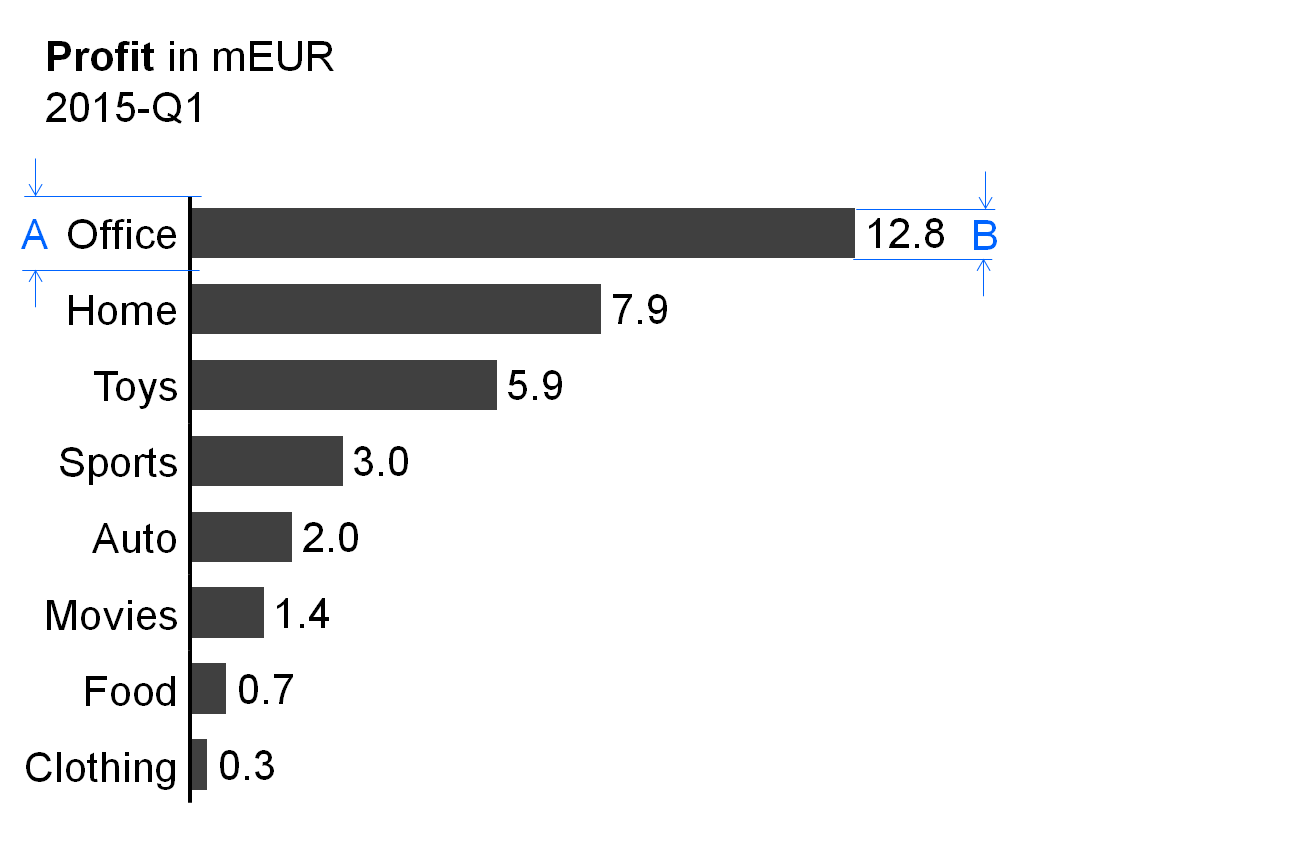 Profit in mEUR
2015-Q1
A Office 12.8 B
Home 7.9
Toys 5.9
Sports 3.0
Auto 2.0
Movies 1.4
Food 0.7
Clothing 0.3